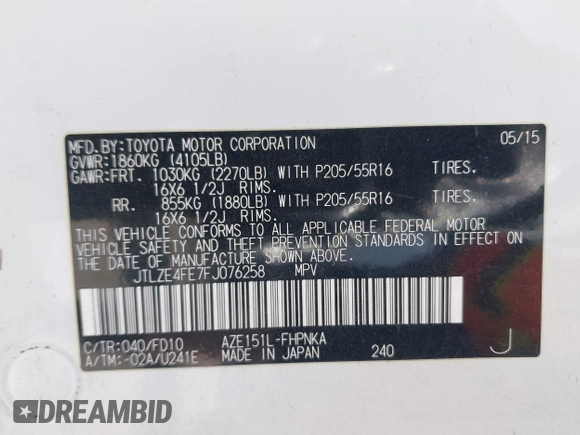 MFD.BY:TOYOTA MOTOR CORPORATION 05/15
GVWR:1860KG (4105LB)
GAWR:FRT. 1030KG (2270LB) WITH P205/55R16 TIRES.
16X6 1/2J RIMS.
RR. 855KG (1880LB) WITH P205/55R16 TIRES.
16X6 1/2J RIMS.
THIS VEHICLE CONFORMS TO ALL APPLICABLE FEDERAL MOTOR
VEHICLE SAFETY AND THEFT PREVENTION STANDARDS IN EFFECT ON
THE DATE OF MANUFACTURE SHOWN ABOVE.
JTLZE4FE7FJ076258 MPV
C/TR:040/FD10 AZE151L-FHPNKA
A/TM:-02A/U241E MADE IN JAPAN 240 J
DREAMBID